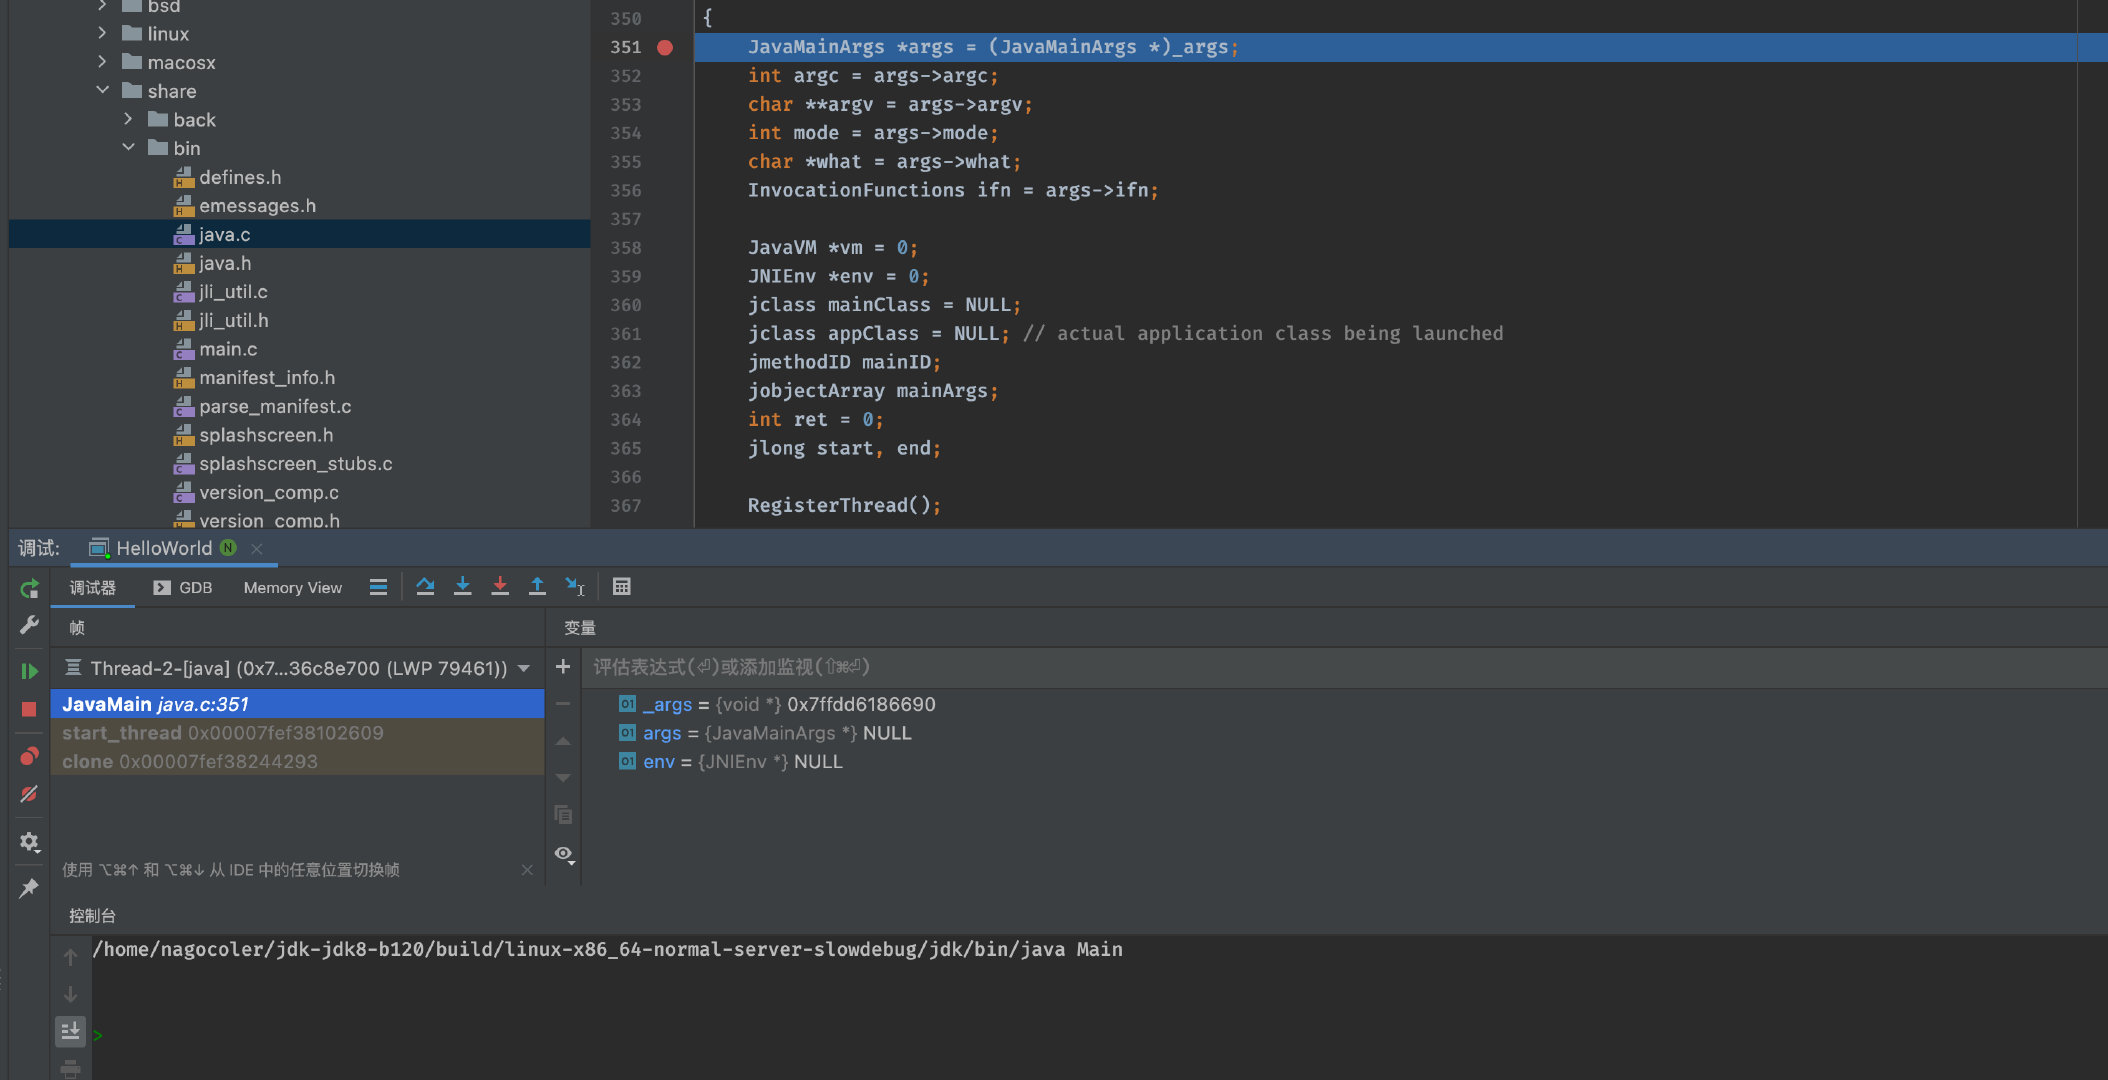 bsd
linux
macosx
share
back
bin
defines.h
emessages.h
java.c
java.h
jli_util.c
jli_util.h
main.c
manifest_info.h
parse_manifest.c
splashscreen.h
splashscreen_stubs.c
version_comp.c
version_comp.h
350 {
351 JavaMainArgs *args = (JavaMainArgs *)_args;
352 int argc = args->argc;
353 char **argv = args->argv;
354 int mode = args->mode;
355 char *what = args->what;
356 InvocationFunctions ifn = args->ifn;
357
358 JavaVM *vm = 0;
359 JNIEnv *env = 0;
360 jclass mainClass = NULL;
361 jclass appClass = NULL; // actual application class being launched
362 jmethodID mainID;
363 jobjectArray mainArgs;
364 int ret = 0;
365 jlong start, end;
366
367 RegisterThread();
调试: HelloWorld N
调试器 GDB Memory View
帧 变量
Thread-2-[java] (0x7...36c8e700 (LWP 79461))
评估表达式(⏎)或添加监视(⇧⌘⏎)
JavaMain java.c:351
start_thread 0x00007fef38102609
clone 0x00007fef38244293
_args = {void *} 0x7ffdd6186690
args = {JavaMainArgs *} NULL
env = {JNIEnv *} NULL
使用 ⌥⌘↑ 和 ⌥⌘↓ 从 IDE 中的任意位置切换帧
控制台
/home/nagocoler/jdk-jdk8-b120/build/linux-x86_64-normal-server-slowdebug/jdk/bin/java Main
>